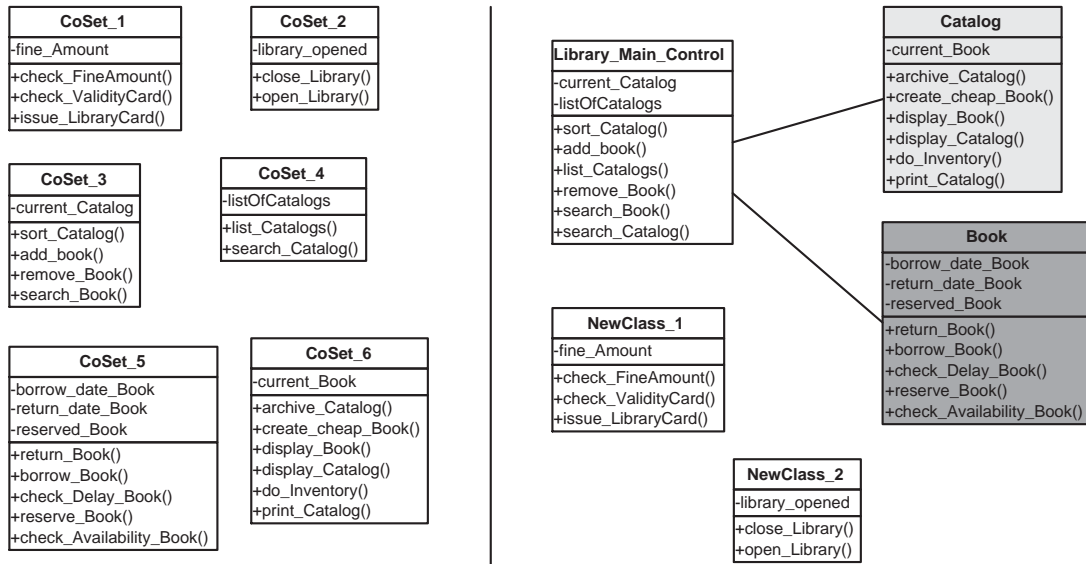 CoSet_1
-fine_Amount
+check_FineAmount()
+check_ValidityCard()
+issue_LibraryCard()
CoSet_2
-library_opened
+close_Library()
+open_Library()
CoSet_3
-current_Catalog
+sort_Catalog()
+add_book()
+remove_Book()
+search_Book()
CoSet_4
-listOfCatalogs
+list_Catalogs()
+search_Catalog()
CoSet_5
-borrow_date_Book
-return_date_Book
-reserved_Book
+return_Book()
+borrow_Book()
+check_Delay_Book()
+reserve_Book()
+check_Availability_Book()
CoSet_6
-current_Book
+archive_Catalog()
+create_cheap_Book()
+display_Book()
+display_Catalog()
+do_Inventory()
+print_Catalog()
Library_Main_Control
-current_Catalog
-listOfCatalogs
+sort_Catalog()
+add_book()
+list_Catalogs()
+remove_Book()
+search_Book()
+search_Catalog()
Catalog
-current_Book
+archive_Catalog()
+create_cheap_Book()
+display_Book()
+display_Catalog()
+do_Inventory()
+print_Catalog()
Book
-borrow_date_Book
-return_date_Book
-reserved_Book
+return_Book()
+borrow_Book()
+check_Delay_Book()
+reserve_Book()
+check_Availability_Book()
NewClass_1
-fine_Amount
+check_FineAmount()
+check_ValidityCard()
+issue_LibraryCard()
NewClass_2
-library_opened
+close_Library()
+open_Library()